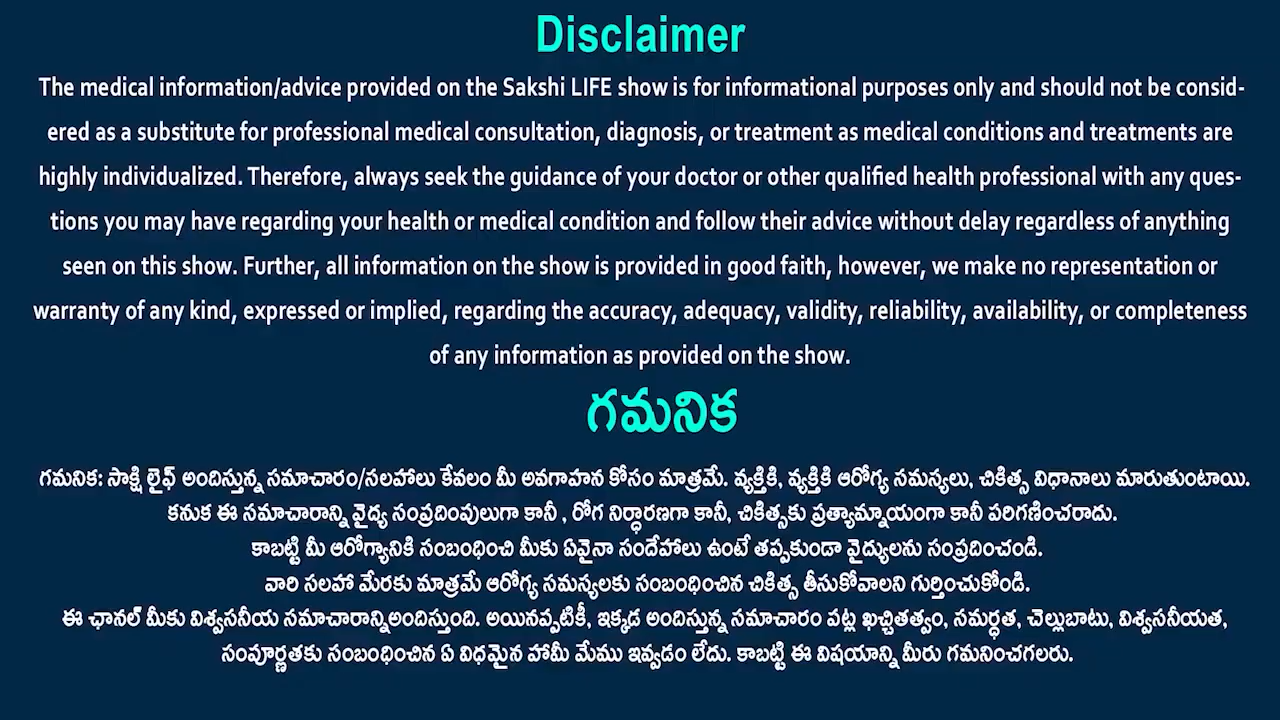 Disclaimer
The medical information/advice provided on the Sakshi LIFE show is for informational purposes only and should not be consid-
ered as a substitute for professional medical consultation, diagnosis, or treatment as medical conditions and treatments are
highly individualized. Therefore, always seek the guidance of your doctor or other qualified health professional with any ques-
tions you may have regarding your health or medical condition and follow their advice without delay regardless of anything
seen on this show. Further, all information on the show is provided in good faith, however, we make no representation or
warranty of any kind, expressed or implied, regarding the accuracy, adequacy, validity, reliability, availability, or completeness
of any information as provided on the show.
గమనిక
గమనిక: సాక్షి లైఫ్ అందిస్తున్న సమాచారం/సలహాలు కేవలం మీ అవగాహన కోసం మాత్రమే. వ్యక్తికి, వ్యక్తికి ఆరోగ్య సమస్యలు, చికిత్స విధానాలు మారుతుంటాయి.
కనుక ఈ సమాచారాన్ని వైద్య సంప్రదింపులుగా కానీ , రోగ నిర్ధారణగా కానీ, చికిత్సకు ప్రత్యామ్నాయంగా కానీ పరిగణించరాదు.
కాబట్టి మీ ఆరోగ్యానికి సంబంధించి మీకు ఏవైనా సందేహాలు ఉంటే తప్పకుండా వైద్యులను సంప్రదించండి.
వారి సలహా మేరకు మాత్రమే ఆరోగ్య సమస్యలకు సంబంధించిన చికిత్స తీసుకోవాలని గుర్తించుకోండి.
ఈ ఛానల్ మీకు విశ్వసనీయ సమాచారాన్నిఅందిస్తుంది. అయినప్పటికీ, ఇక్కడ అందిస్తున్న సమాచారం పట్ల ఖచ్చితత్వం, సమర్ధత, చెల్లుబాటు, విశ్వసనీయత,
సంపూర్ణతకు సంబంధించిన ఏ విధమైన హామీ మేము ఇవ్వడం లేదు. కాబట్టి ఈ విషయాన్ని మీరు గమనించగలరు.